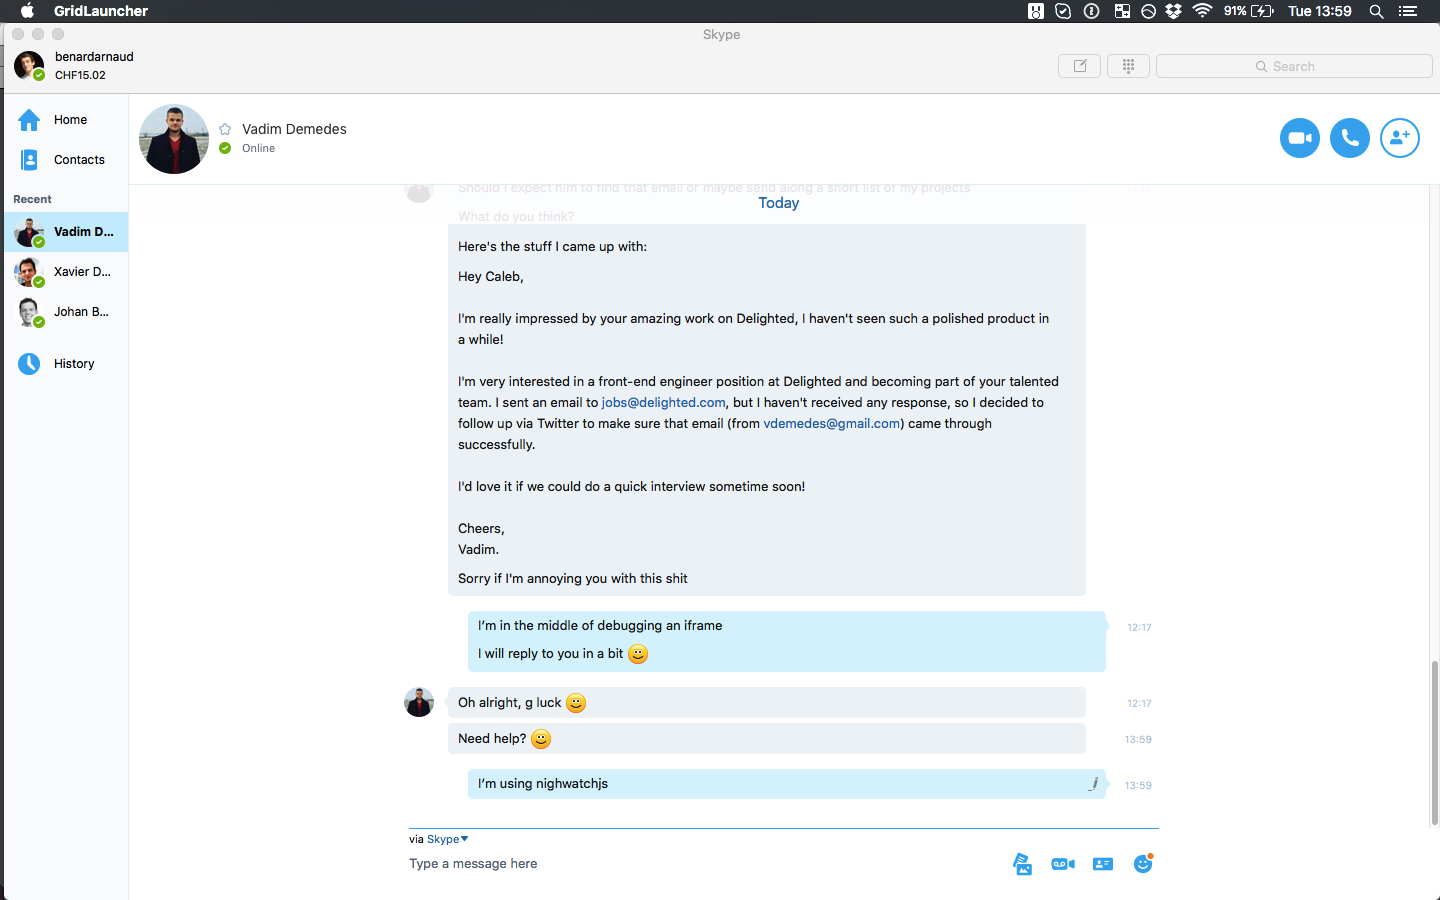 GridLauncher
91%
Tue 13:59
Skype
benardarnaud
CHF15.02
Search
Home
Contacts
Recent
Vadim D...
Xavier D...
Johan B...
History
Vadim Demedes
Online
Should I expect him to find that email or maybe send along a short list of my projects
What do you think?
Today
Here's the stuff I came up with:
Hey Caleb,
I'm really impressed by your amazing work on Delighted, I haven't seen such a polished product in
a while!
I'm very interested in a front-end engineer position at Delighted and becoming part of your talented
team. I sent an email to jobs@delighted.com, but I haven't received any response, so I decided to
follow up via Twitter to make sure that email (from vdemedes@gmail.com) came through
successfully.
I'd love it if we could do a quick interview sometime soon!
Cheers,
Vadim.
Sorry if I'm annoying you with this shit
I'm in the middle of debugging an iframe
12:17
I will reply to you in a bit
Oh alright, g luck
12:17
Need help?
13:59
I'm using nighwatchjs
13:59
via Skype
Type a message here